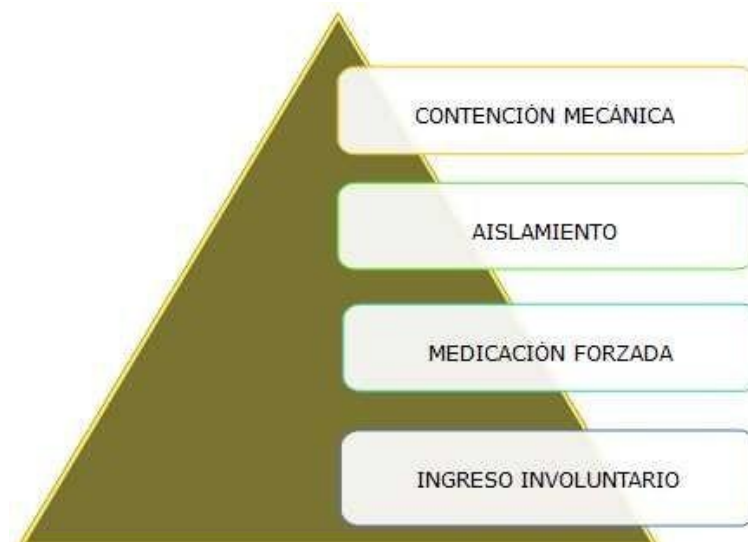 CONTENCIÓN MECÁNICA
AISLAMIENTO
MEDICACIÓN FORZADA
INGRESO INVOLUNTARIO